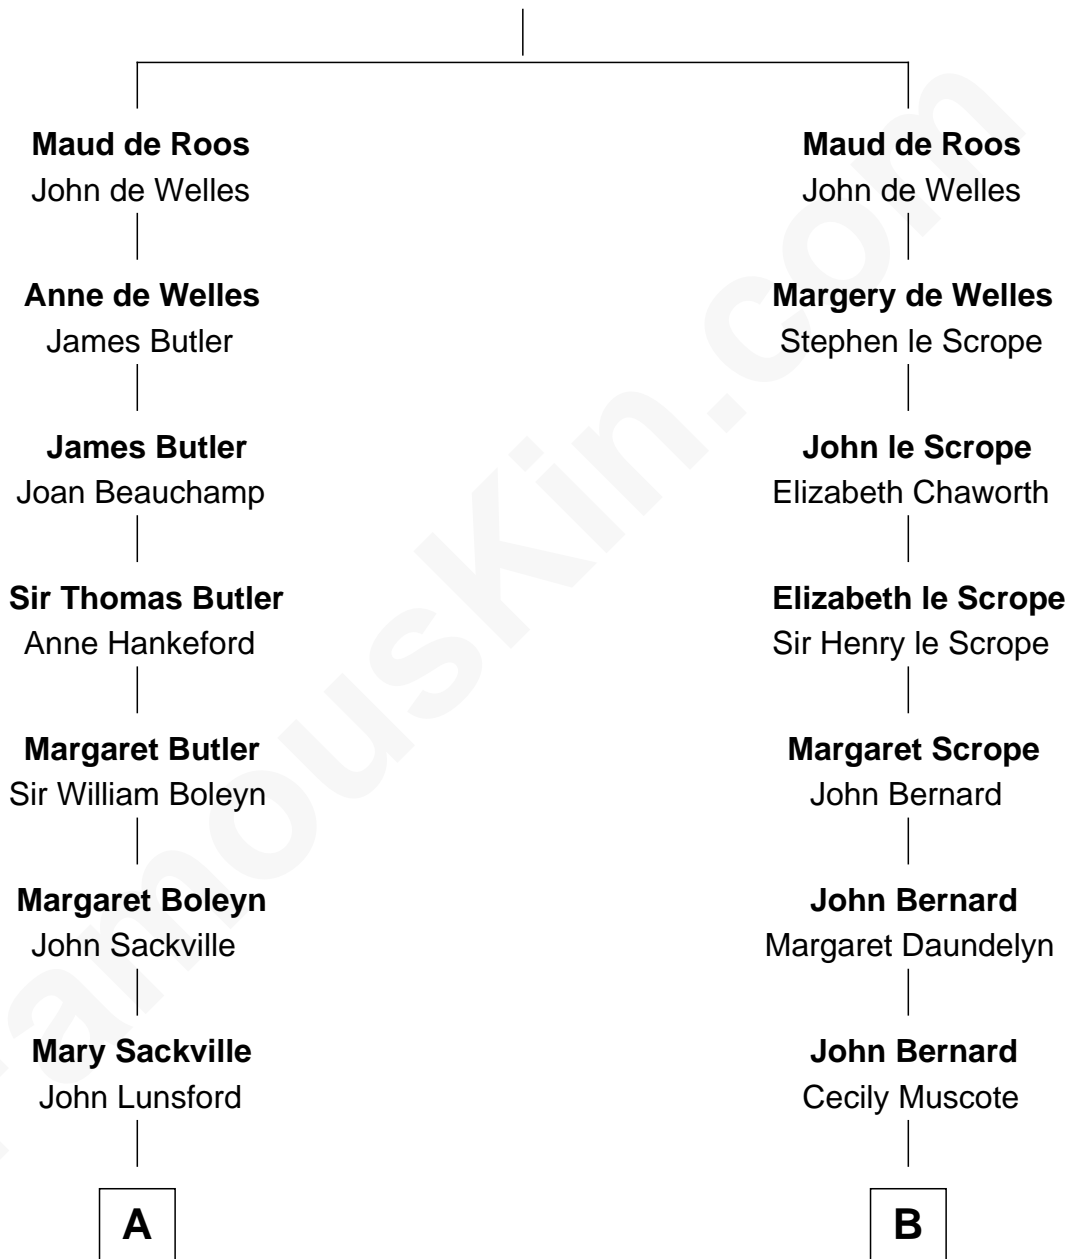 Maud de Roos
John de Welles
Anne de Welles
James Butler
James Butler
Joan Beauchamp
Sir Thomas Butler
Anne Hankeford
Margaret Butler
Sir William Boleyn
Margaret Boleyn
John Sackville
Mary Sackville
John Lunsford
A
Maud de Roos
John de Welles
Margery de Welles
Stephen le Scrope
John le Scrope
Elizabeth Chaworth
Elizabeth le Scrope
Sir Henry le Scrope
Margaret Scrope
John Bernard
John Bernard
Margaret Daundelyn
John Bernard
Cecily Muscote
B
FamousKin.com